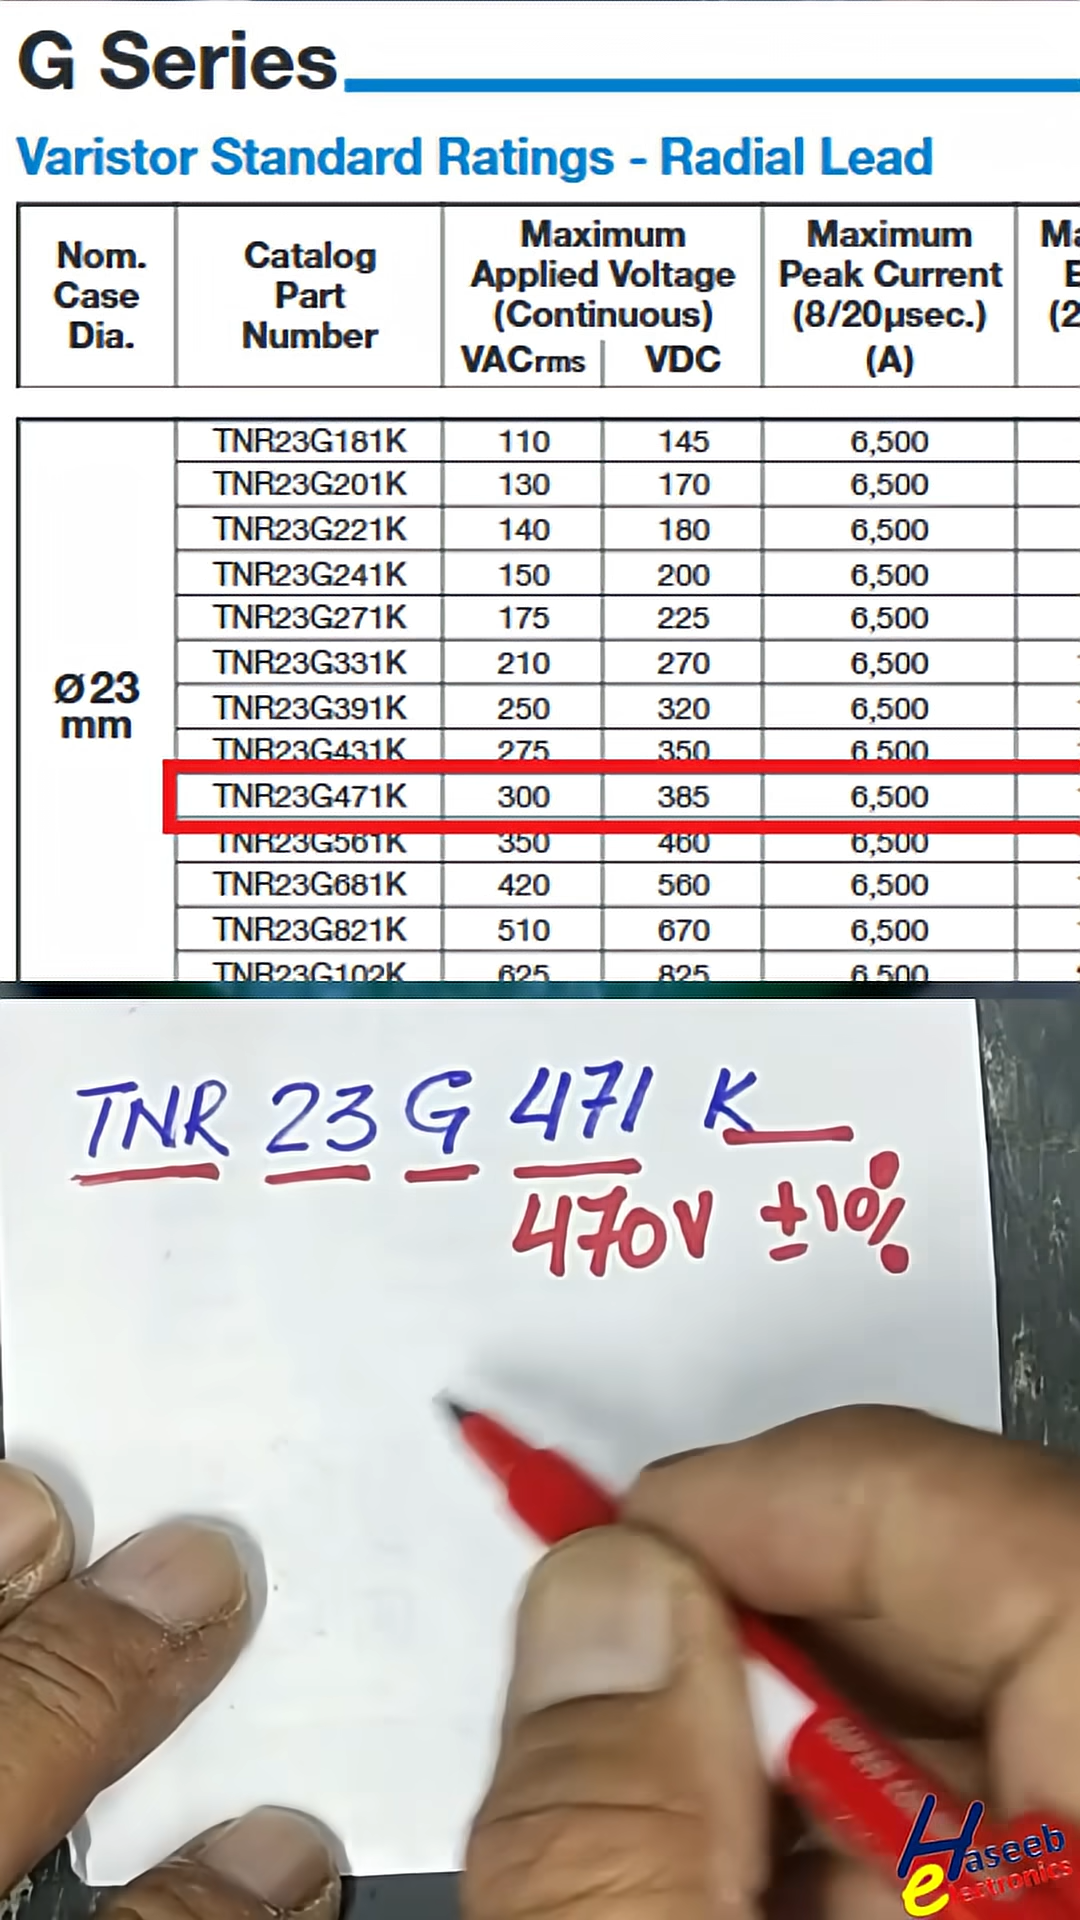 G Series
Varistor Standard Ratings - Radial Lead
Nom. Case Dia.
Catalog Part Number
Maximum Applied Voltage (Continuous)
VACrms VDC
Maximum Peak Current (8/20µsec.) (A)
TNR23G181K 110 145 6,500
TNR23G201K 130 170 6,500
TNR23G221K 140 180 6,500
TNR23G241K 150 200 6,500
TNR23G271K 175 225 6,500
TNR23G331K 210 270 6,500
Ø23 mm
TNR23G391K 250 320 6,500
TNR23G431K 275 350 6,500
TNR23G471K 300 385 6,500
TNR23G561K 350 460 6,500
TNR23G681K 420 560 6,500
TNR23G821K 510 670 6,500
TNR23G102K 625 825 6,500
TNR 23 G 471 K
470V ±10%
Haseeb
electronics